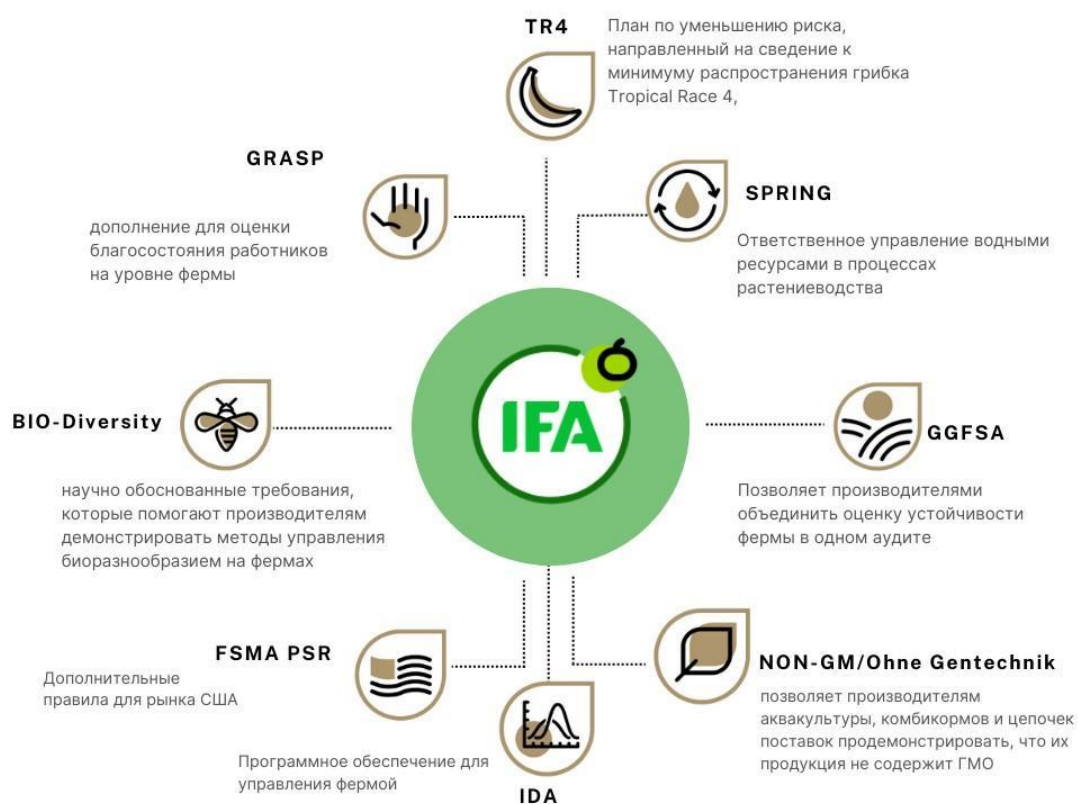 TR4
План по уменьшению риска,
направленный на сведение к
минимуму распространения грибка
Tropical Race 4,
GRASP
дополнение для оценки
благосостояния работников
на уровне фермы
SPRING
Ответственное управление водными
ресурсами в процессах
растениеводства
IFA
BIO-Diversity
научно обоснованные требования,
которые помогают производителям
демонстрировать методы управления
биоразнообразием на фермах
GGFSA
Позволяет производителями
объединить оценку устойчивости
фермы в одном аудите
FSMA PSR
Дополнительные
правила для рынка США
NON-GM/Ohne Gentechnik
позволяет производителям
аквакультуры, комбикормов и цепочек
поставок продемонстрировать, что их
продукция не содержит ГМО
Программное обеспечение для
управления фермой
IDA